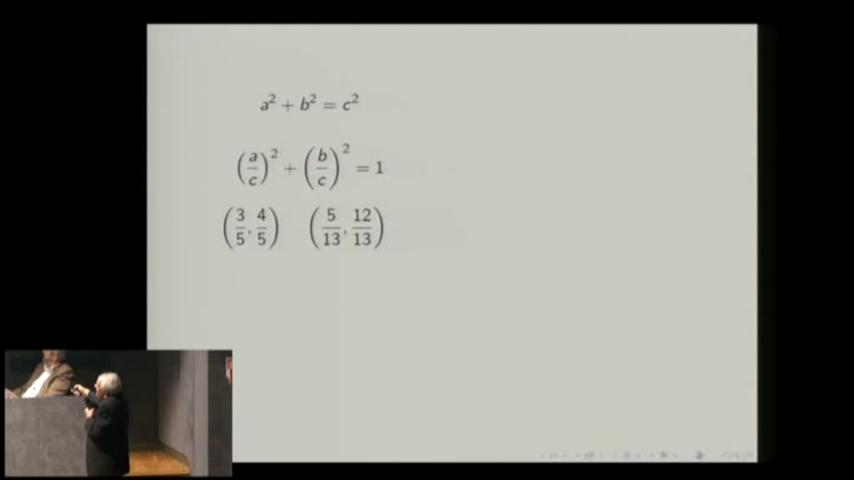 a² + b² = c²
(a/c)² + (b/c)² = 1
(3/5, 4/5) (5/13, 12/13)